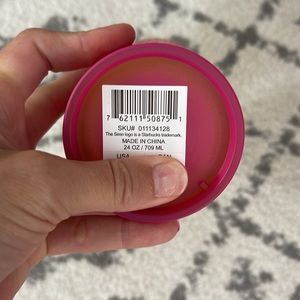 7 62111 50875 1
SKU# 011134128
The Siren logo is a Starbucks trademark.
MADE IN CHINA
24 OZ / 709 ML
USA